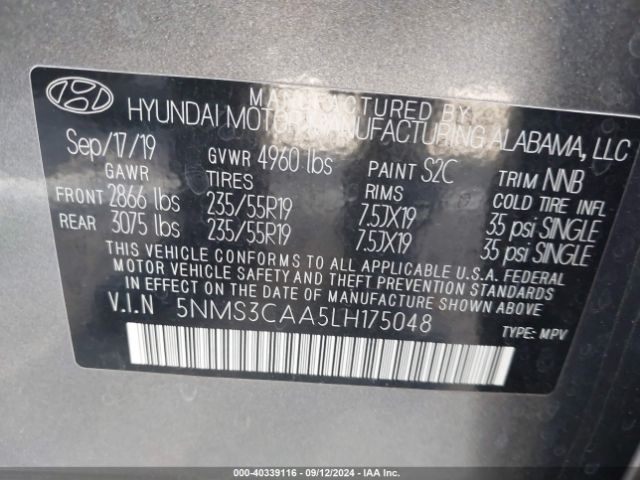 MANUFACTURED BY
HYUNDAI MOTOR MANUFACTURING ALABAMA, LLC
Sep/17/19 GVWR 4960 lbs PAINT S2C TRIM NNB
GAWR TIRES RIMS COLD TIRE INFL
FRONT 2866 lbs 235/55R19 7.5JX19 35 psi SINGLE
REAR 3075 lbs 235/55R19 7.5JX19 35 psi SINGLE
THIS VEHICLE CONFORMS TO ALL APPLICABLE U.S.A. FEDERAL
MOTOR VEHICLE SAFETY AND THEFT PREVENTION STANDARDS
IN EFFECT ON THE DATE OF MANUFACTURE SHOWN ABOVE.
V.I.N 5NMS3CAA5LH175048 TYPE: MPV
000-40339116 - 09/12/2024 - IAAI.COM